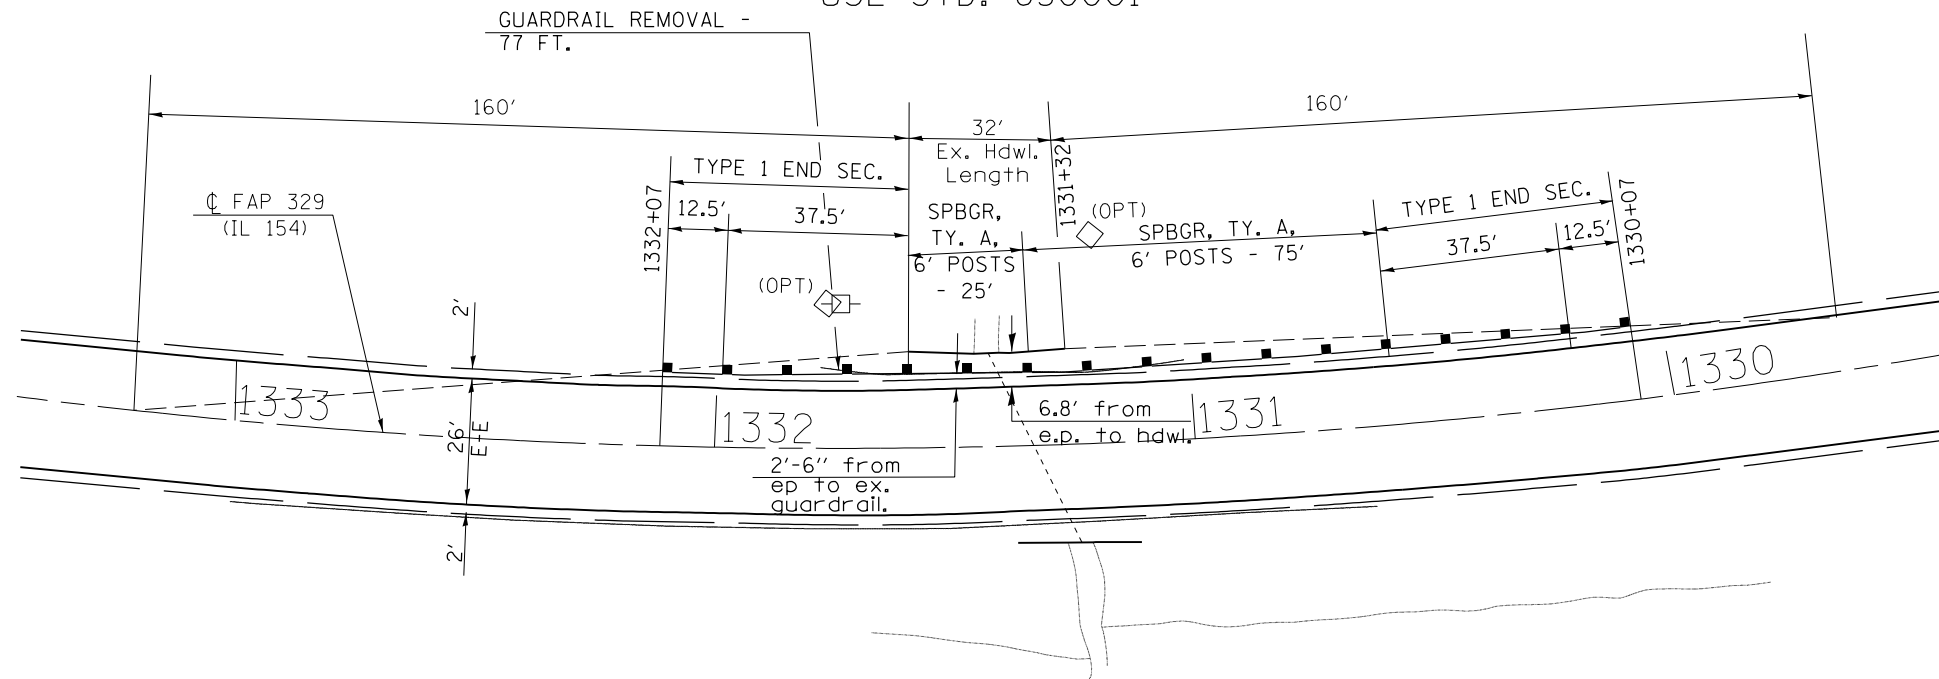 USE STD. 630001
GUARDRAIL REMOVAL -
77 FT.
160'
32'
Ex. Hdwl.
Length
160'
1331+32
TYPE 1 END SEC.
12.5'
37.5'
1332+07
SPBGR,
TY. A,
6' POSTS
- 25'
(OPT)
SPBGR, TY. A,
6' POSTS - 75'
TYPE 1 END SEC.
37.5'
12.5'
1330+07
℄ FAP 329
(IL 154)
(OPT)
2'
1333
1332
1331
1330
26'
E-E
6.8' from
e.p. to hdwl.
2'-6" from
ep to ex.
guardrail.
2'